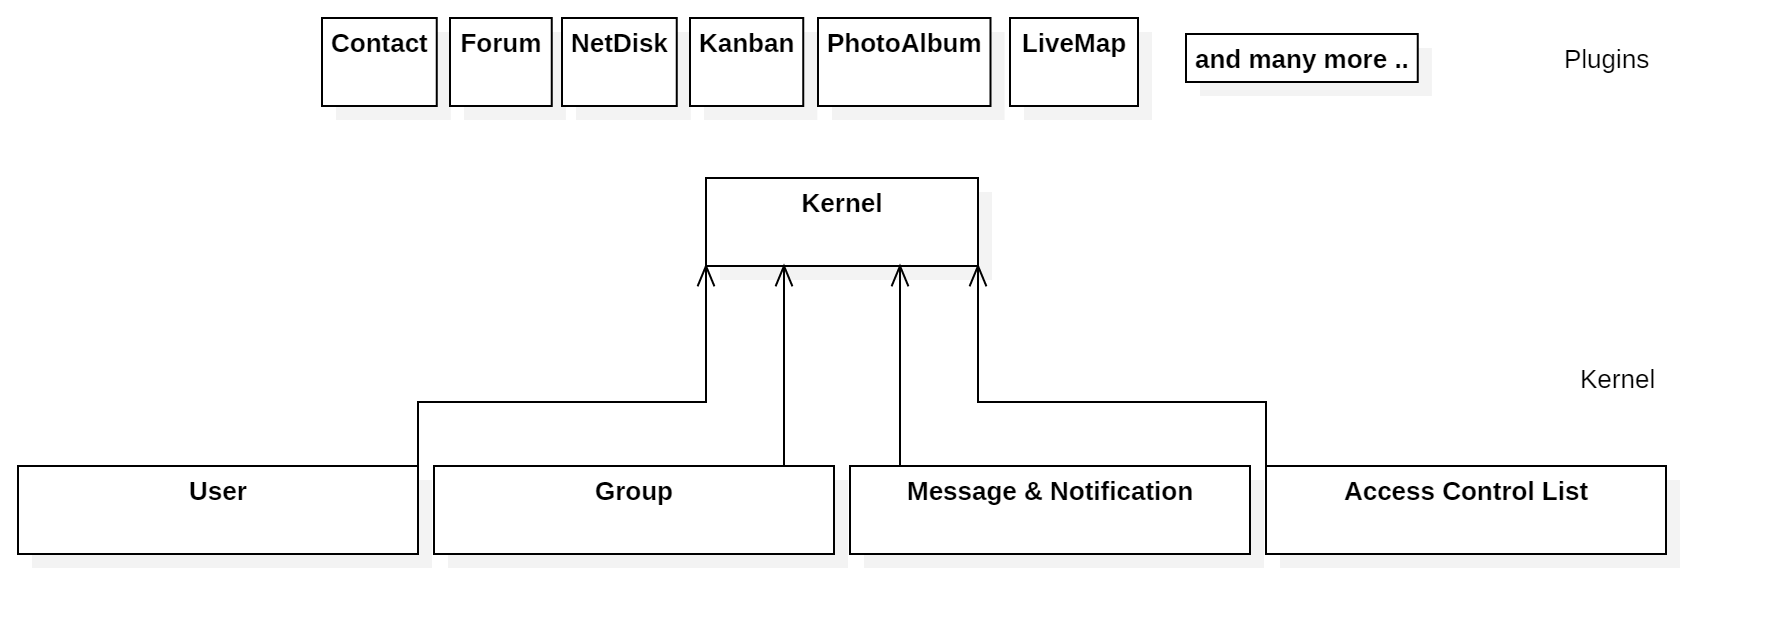 Contact
Forum
NetDisk
Kanban
PhotoAlbum
LiveMap
and many more ..
Plugins
Kernel
Kernel
User
Group
Message & Notification
Access Control List